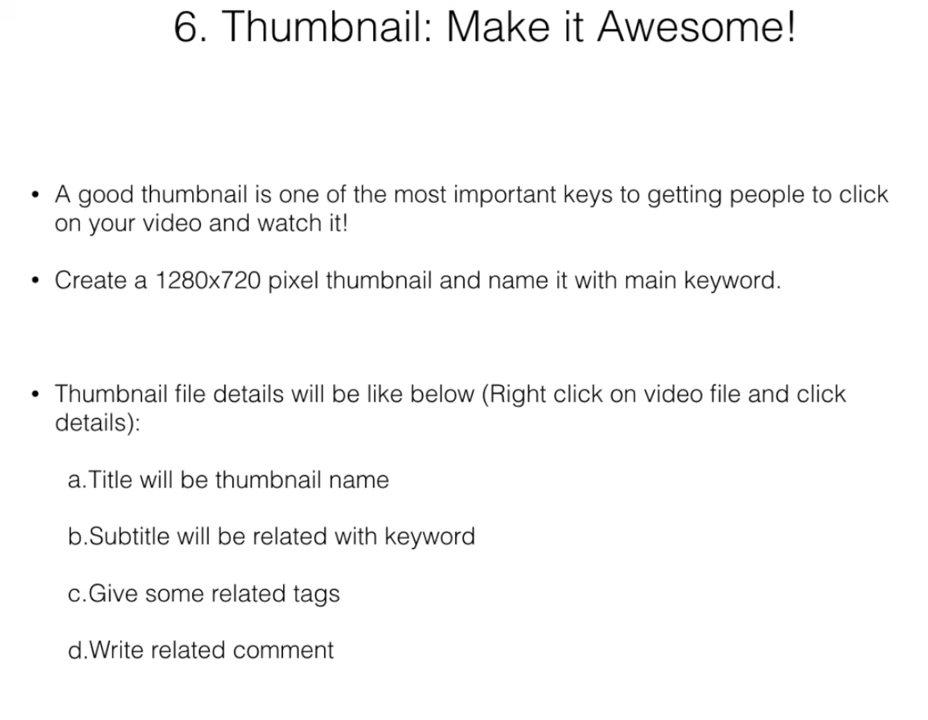 6. Thumbnail: Make it Awesome!
• A good thumbnail is one of the most important keys to getting people to click
on your video and watch it!
• Create a 1280x720 pixel thumbnail and name it with main keyword.
• Thumbnail file details will be like below (Right click on video file and click
details):
a.Title will be thumbnail name
b.Subtitle will be related with keyword
c.Give some related tags
d.Write related comment